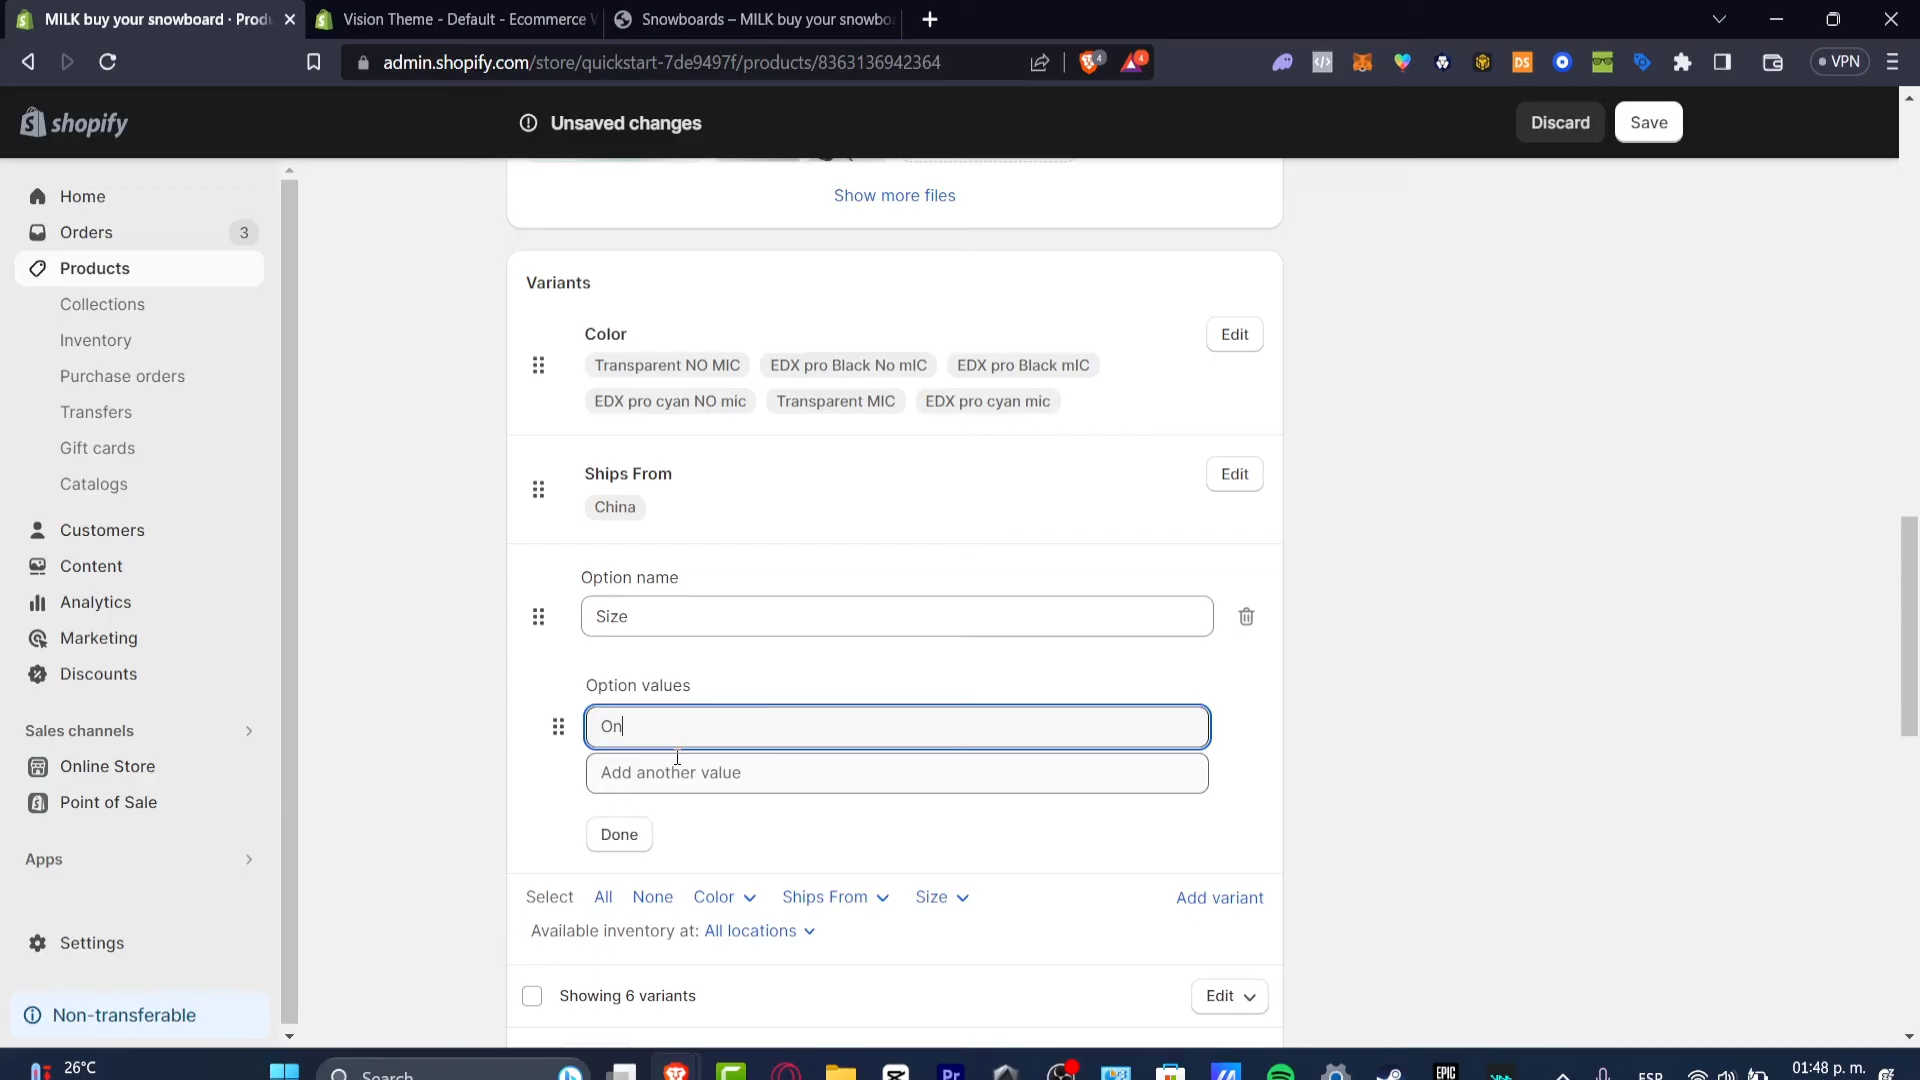 MILK buy your snowboard · Produ
Vision Theme - Default - Ecommerce V
Snowboards – MILK buy your snowbo
admin.shopify.com/store/quickstart-7de9497f/products/8363136942364
4
4
DS
VPN
shopify
Unsaved changes
Discard
Save
Home
Orders
3
Products
Collections
Inventory
Purchase orders
Transfers
Gift cards
Catalogs
Customers
Content
Analytics
Marketing
Discounts
Sales channels
Online Store
Point of Sale
Apps
Settings
Non-transferable
Show more files
Variants
Color
Edit
Transparent NO MIC
EDX pro Black No mIC
EDX pro Black mIC
EDX pro cyan NO mic
Transparent MIC
EDX pro cyan mic
Ships From
Edit
China
Option name
Size
Option values
On
Add another value
Done
Select
All
None
Color
Ships From
Size
Add variant
Available inventory at: All locations
Showing 6 variants
Edit
26°C
Search
Pr
EPIC
ESP
01:48 p. m.